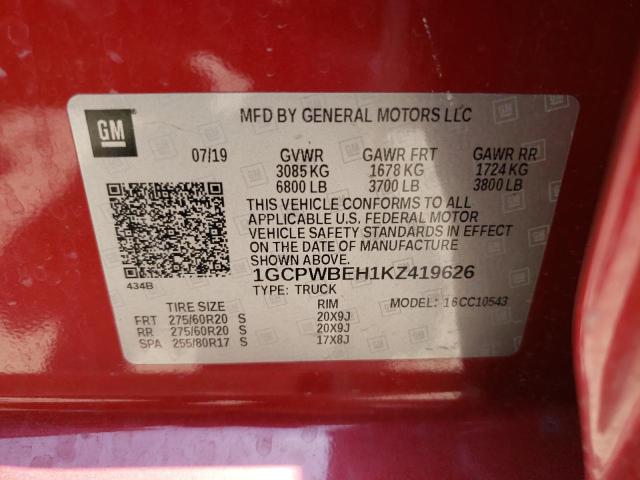 GM
MFD BY GENERAL MOTORS LLC
07/19 GVWR GAWR FRT GAWR RR
3085 KG 1678 KG 1724 KG
6800 LB 3700 LB 3800 LB
THIS VEHICLE CONFORMS TO ALL
APPLICABLE U.S. FEDERAL MOTOR
VEHICLE SAFETY STANDARDS IN EFFECT
ON THE DATE OF MANUFACTURE
SHOWN ABOVE.
434B 1GCPWBEH1KZ419626
TYPE: TRUCK MODEL: 16CC10543
TIRE SIZE RIM
FRT 275/60R20 S 20X9J
RR 275/60R20 S 20X9J
SPA 255/80R17 S 17X8J